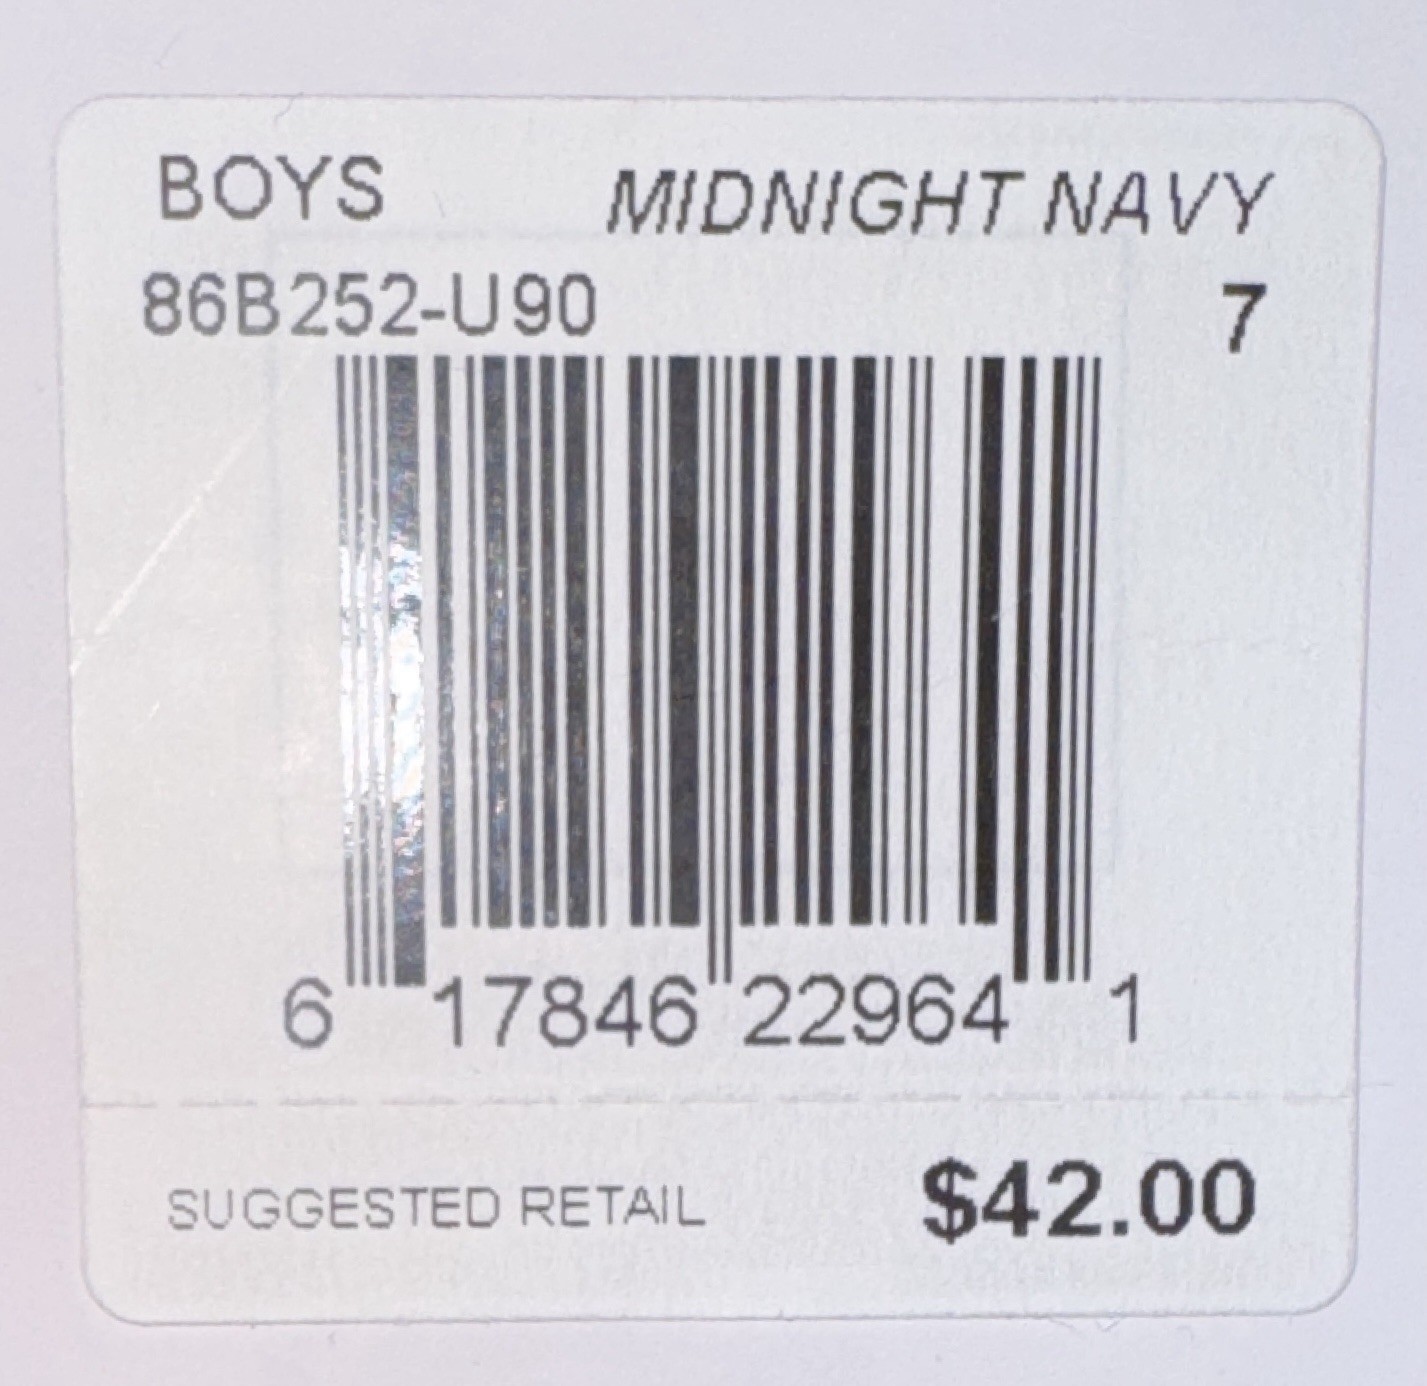 BOYS MIDNIGHT NAVY
86B252-U90 7
6 17846 22964 1
SUGGESTED RETAIL $42.00